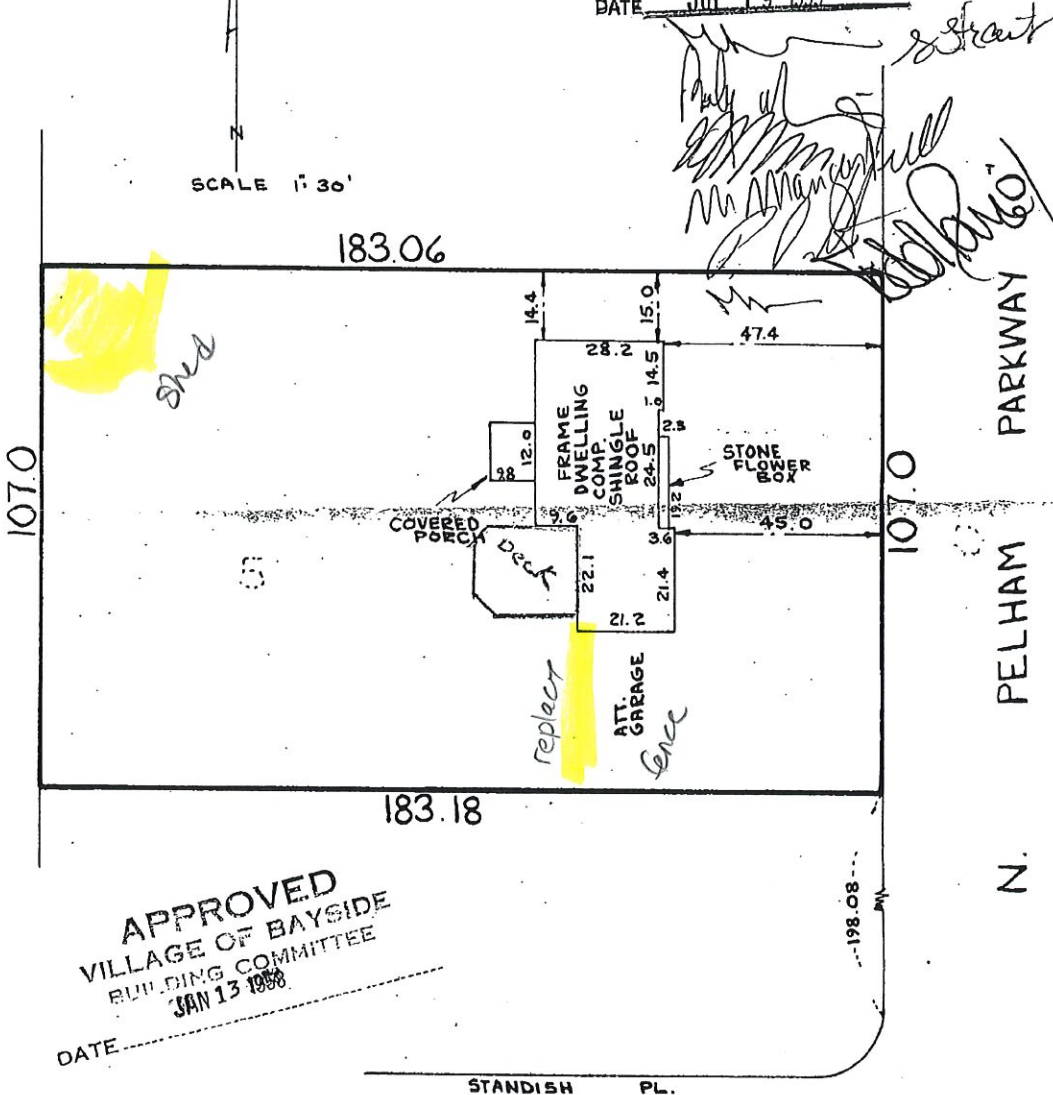 DATE
N
SCALE 1": 30'
183.06
14.4
15.0
47.4
28.2
14.5
1.0
2.3
shed
FRAME
DWELLING
COMP.
SHINGLE
ROOF
24.5
12.0
9.8
STONE
FLOWER
BOX
19.2
107.0
107.0
COVERED
PORCH
9.6
3.6
45.0
Deck
5
22.1
21.4
21.2
replace
ATT.
GARAGE
fence
183.18
N. PELHAM PARKWAY
198.08
APPROVED
VILLAGE OF BAYSIDE
BUILDING COMMITTEE
JAN 13
DATE
STANDISH PL.